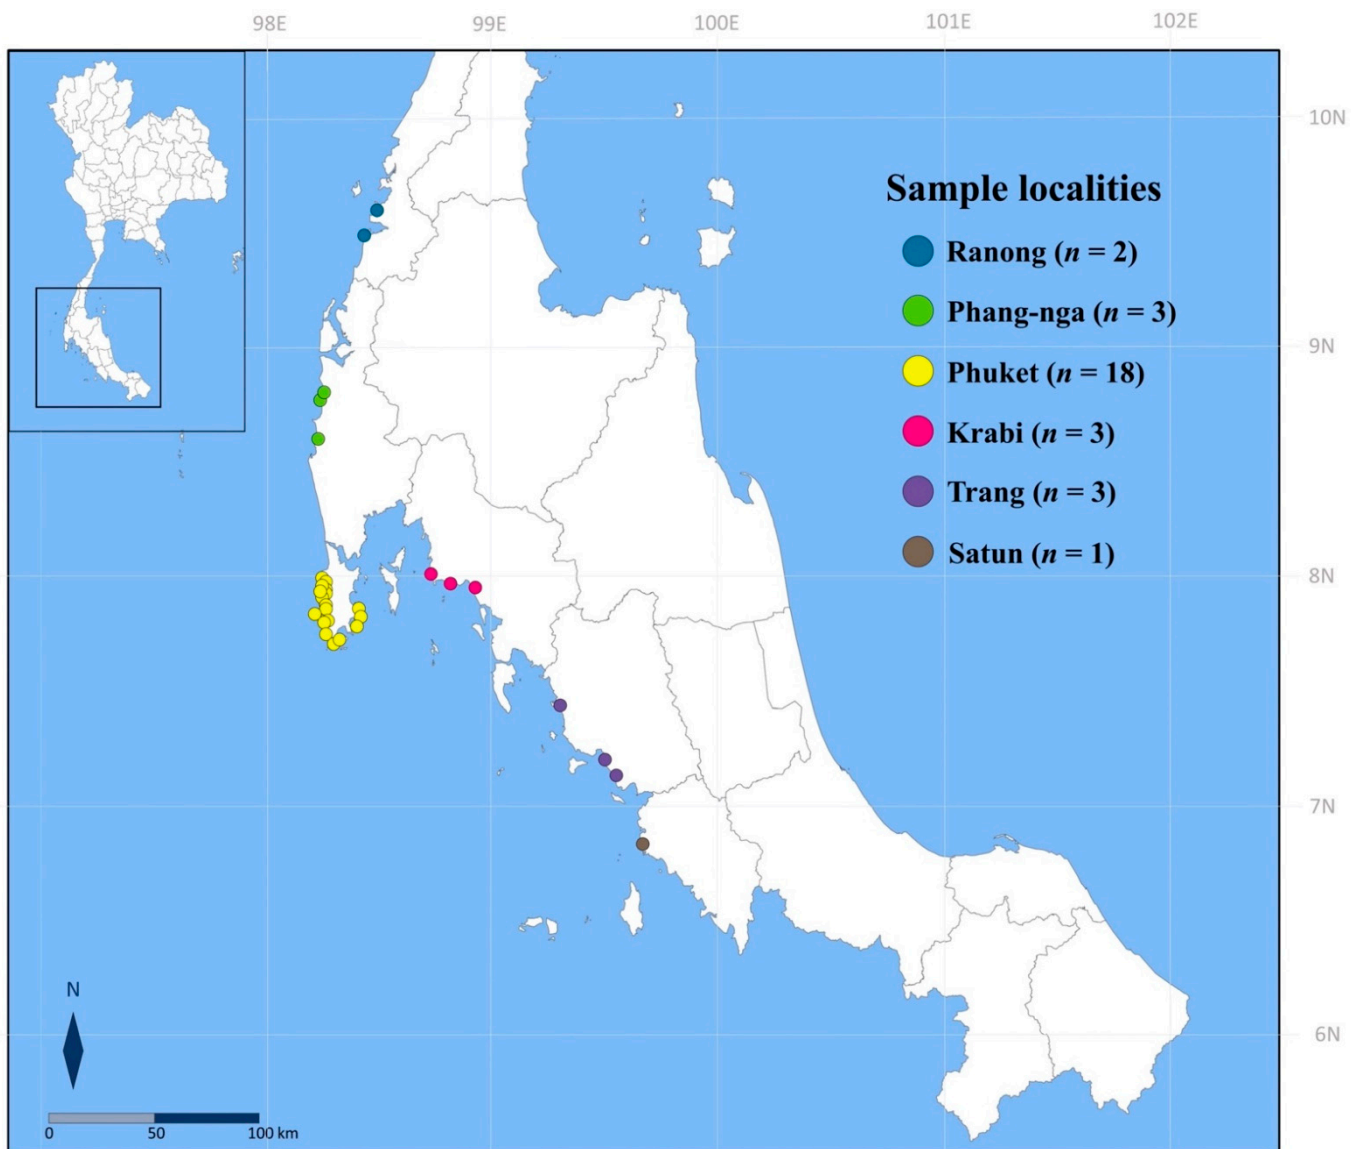 98E 99E 100E 101E 102E
10N
Sample localities
Ranong (n = 2)
Phang-nga (n = 3)
9N
Phuket (n = 18)
Krabi (n = 3)
Trang (n = 3)
Satun (n = 1)
8N
7N
N
6N
0 50 100 km